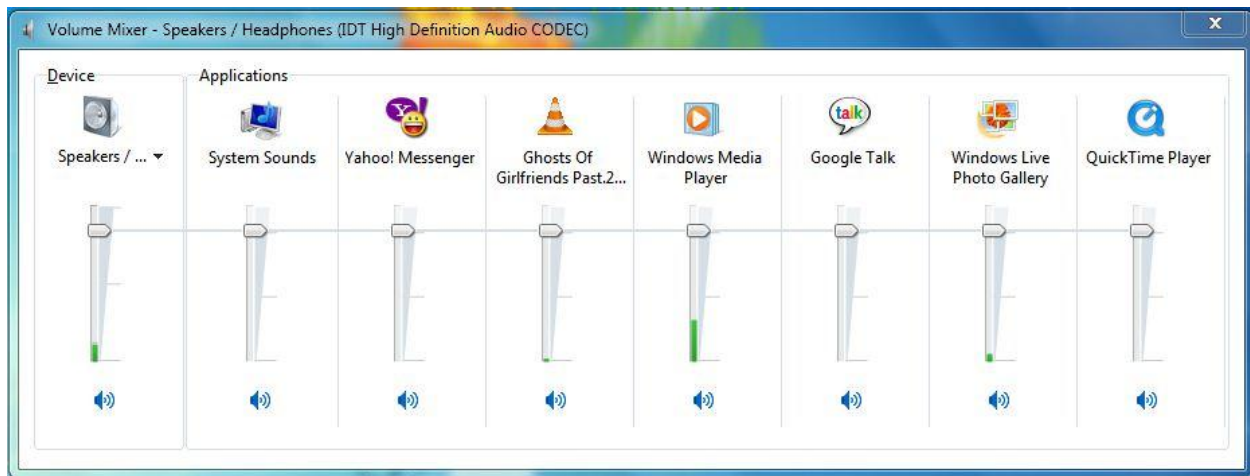 Volume Mixer - Speakers / Headphones (IDT High Definition Audio CODEC)
Device
Applications
Speakers / ...
System Sounds
Yahoo! Messenger
Ghosts Of
Girlfriends Past.2...
Windows Media
Player
talk
Google Talk
Windows Live
Photo Gallery
QuickTime Player